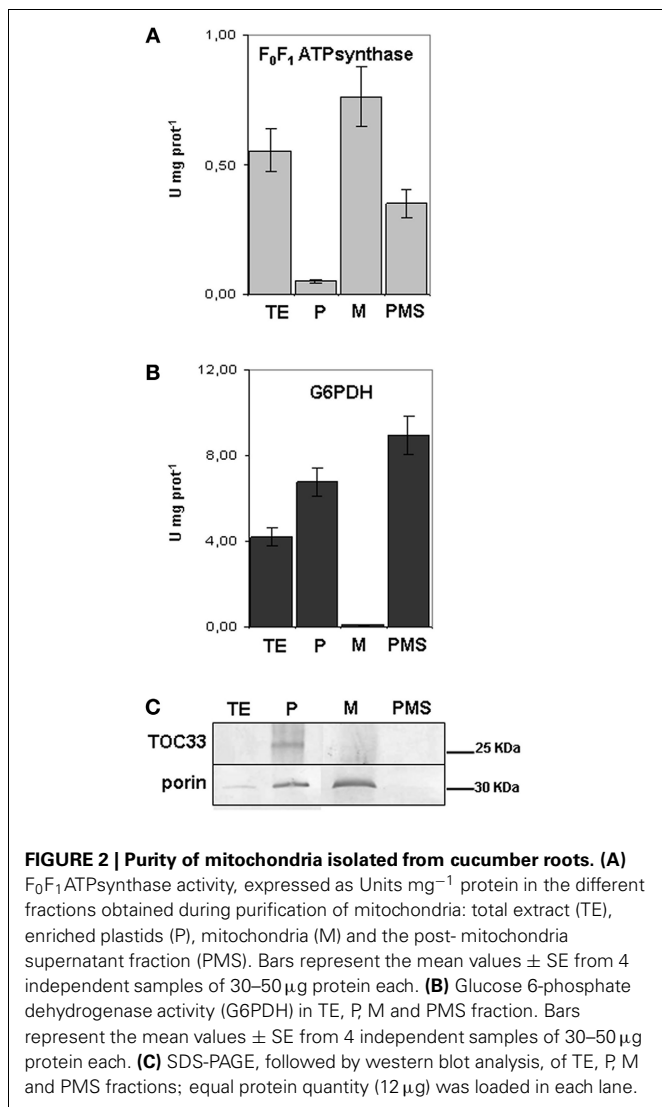 A
1,00
F₀F₁ ATPsynthase
U mg prot⁻¹
0,50
0,00
TE P M PMS
B
12,00
G6PDH
U mg prot⁻¹
8,00
4,00
0,00
TE P M PMS
C TE P M PMS
TOC33 25 KDa
porin 30 KDa
FIGURE 2 | Purity of mitochondria isolated from cucumber roots. (A)
F₀F₁ATPsynthase activity, expressed as Units mg⁻¹ protein in the different
fractions obtained during purification of mitochondria: total extract (TE),
enriched plastids (P), mitochondria (M) and the post- mitochondria
supernatant fraction (PMS). Bars represent the mean values ± SE from 4
independent samples of 30–50 μg protein each. (B) Glucose 6-phosphate
dehydrogenase activity (G6PDH) in TE, P, M and PMS fraction. Bars
represent the mean values ± SE from 4 independent samples of 30–50 μg
protein each. (C) SDS-PAGE, followed by western blot analysis, of TE, P, M
and PMS fractions; equal protein quantity (12 μg) was loaded in each lane.